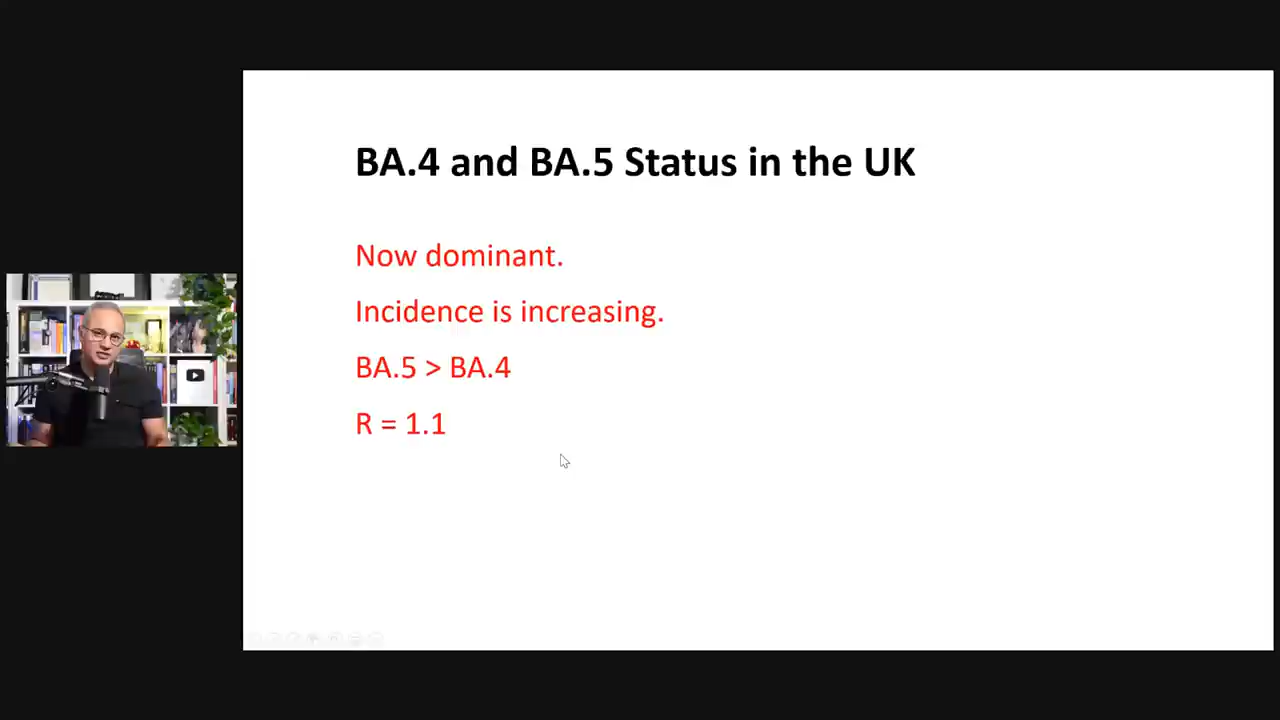 BA.4 and BA.5 Status in the UK
Now dominant.
Incidence is increasing.
BA.5 > BA.4
R = 1.1